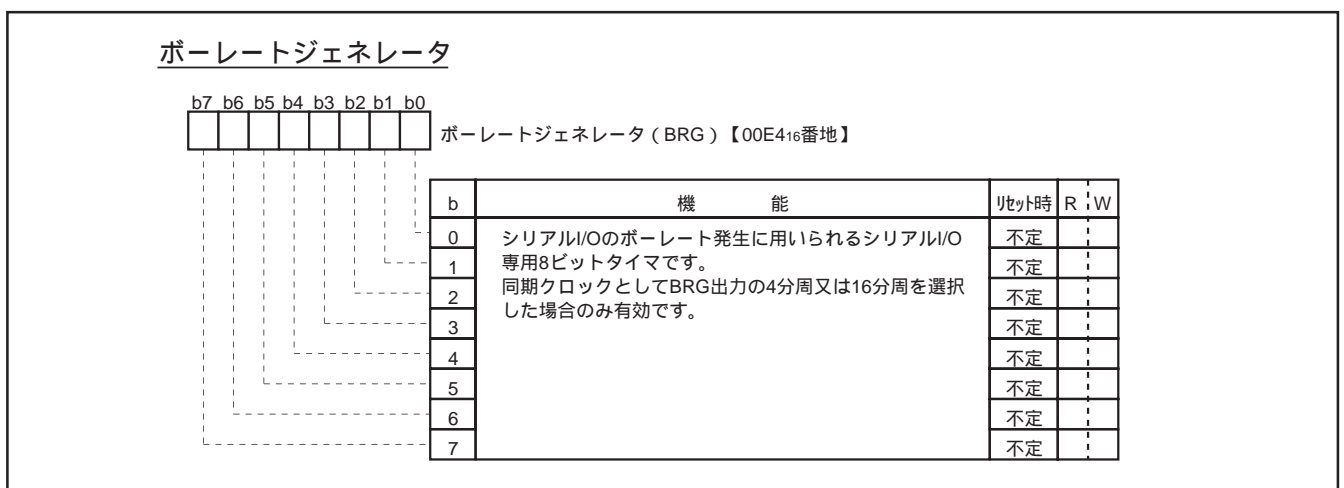 ボーレートジェネレータ
b7 b6 b5 b4 b3 b2 b1 b0
ボーレートジェネレータ(BRG)【00E416番地】
b 機 能 リセット時 R W
0 シリアルI/Oのボーレート発生に用いられるシリアルI/O 不定
1 専用8ビットタイマです。 不定
2 同期クロックとしてBRG出力の4分周又は16分周を選択 不定
3 した場合のみ有効です。 不定
4 不定
5 不定
6 不定
7 不定